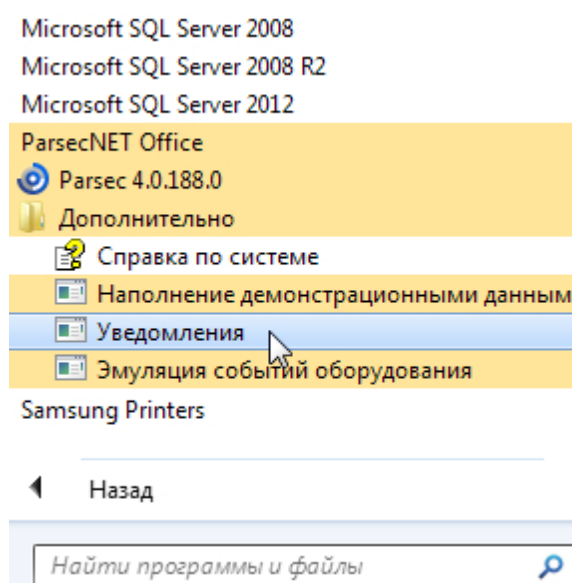 Microsoft SQL Server 2008
Microsoft SQL Server 2008 R2
Microsoft SQL Server 2012
ParsecNET Office
Parsec 4.0.188.0
Дополнительно
Справка по системе
Наполнение демонстрационными данным
Уведомления
Эмуляция событий оборудования
Samsung Printers
Назад
Найти программы и файлы